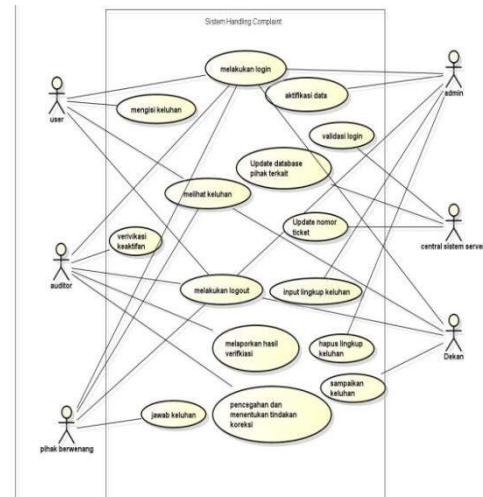 Sistem Handling Complaint
melakukan login
user
admin
aktifikasi data
mengisi keluhan
validasi login
Update database
pihak terkait
melihat keluhan
Update nomor
ticket
verivikasi
keaktifan
central sistem server
auditor
melakukan logout
input lingkup keluhan
melaporkan hasil
verifkiasi
hapus lingkup
keluhan
Dekan
sampaikan
keluhan
jawab keluhan
pencegahan dan
menentukan tindakan
koreksi
pihak berwenang